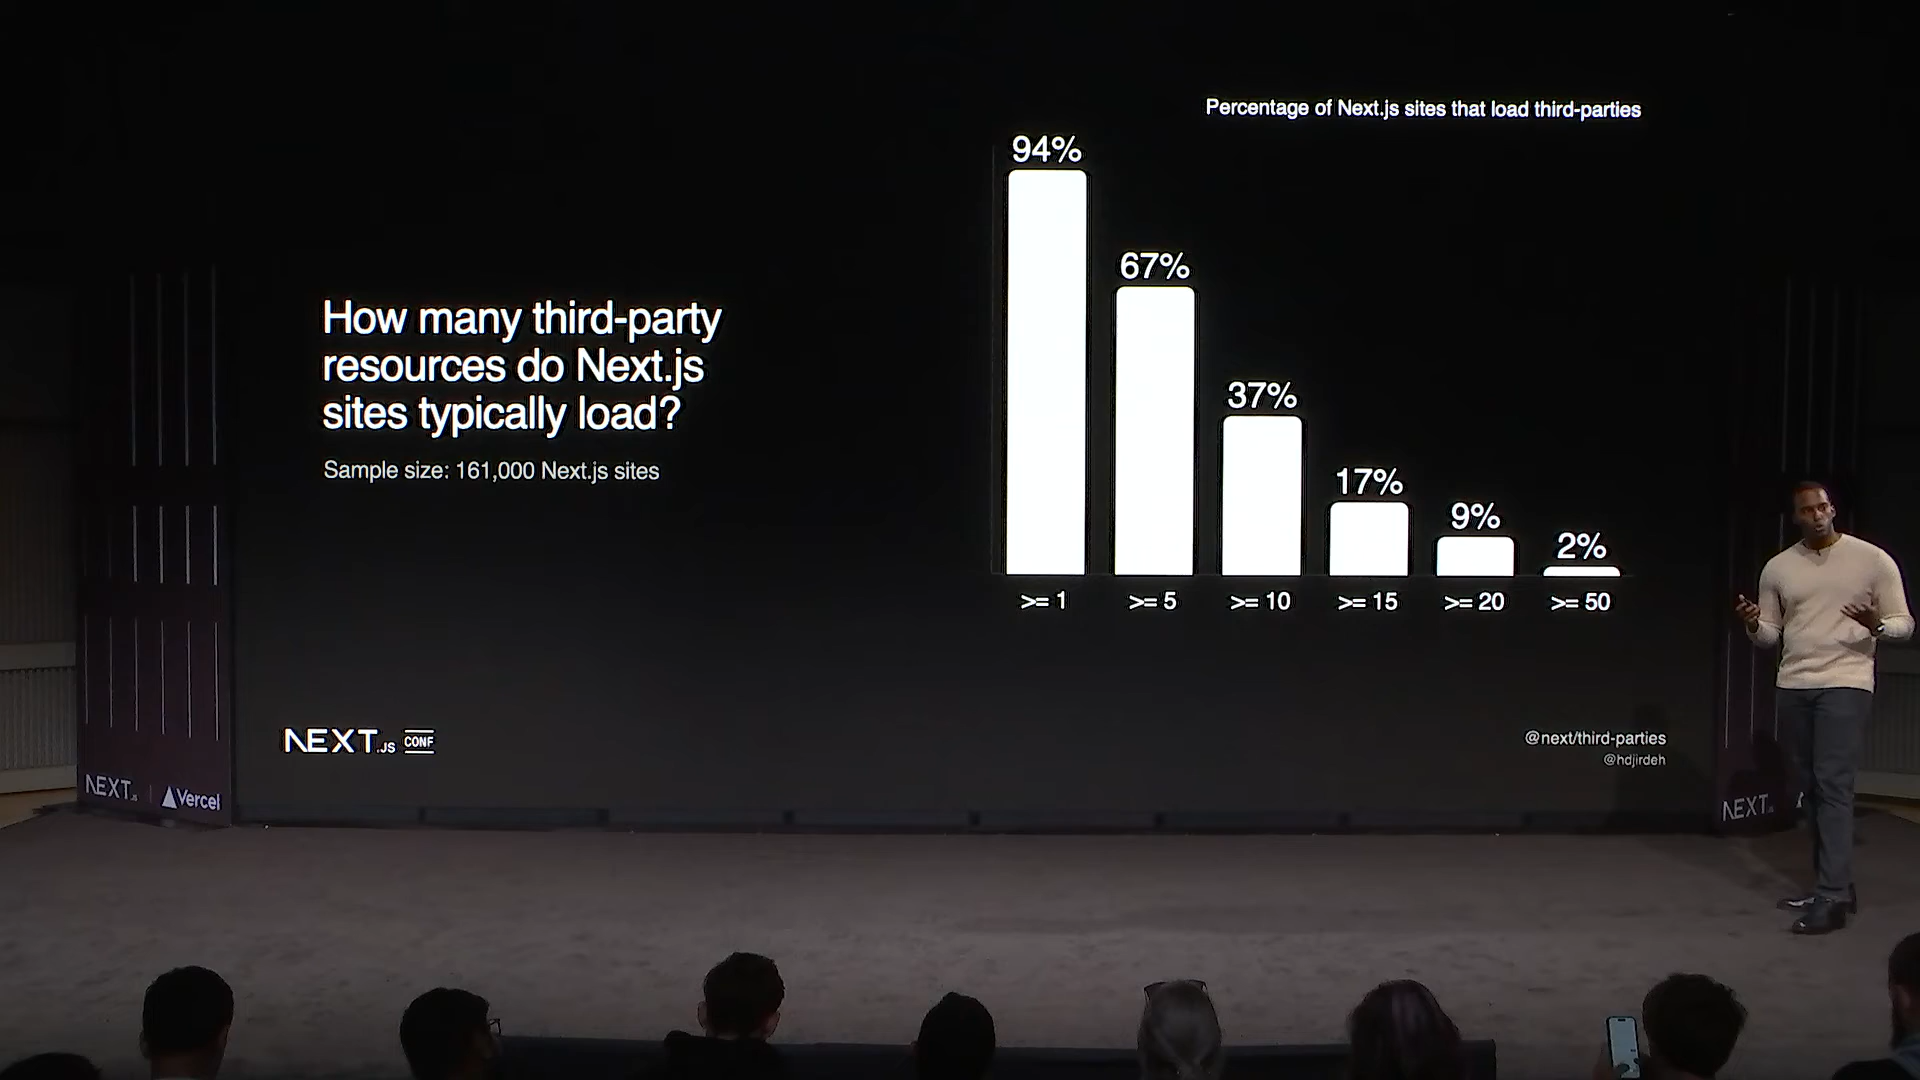 Percentage of Next.js sites that load third-parties
94%
67%
37%
17%
9%
2%
>= 1
>= 5
>= 10
>= 15
>= 20
>= 50
How many third-party
resources do Next.js
sites typically load?
Sample size: 161,000 Next.js sites
NEXT.JS CONF
@next/third-parties
@hdjirdeh
NEXT.JS
Vercel
NEXT.JS